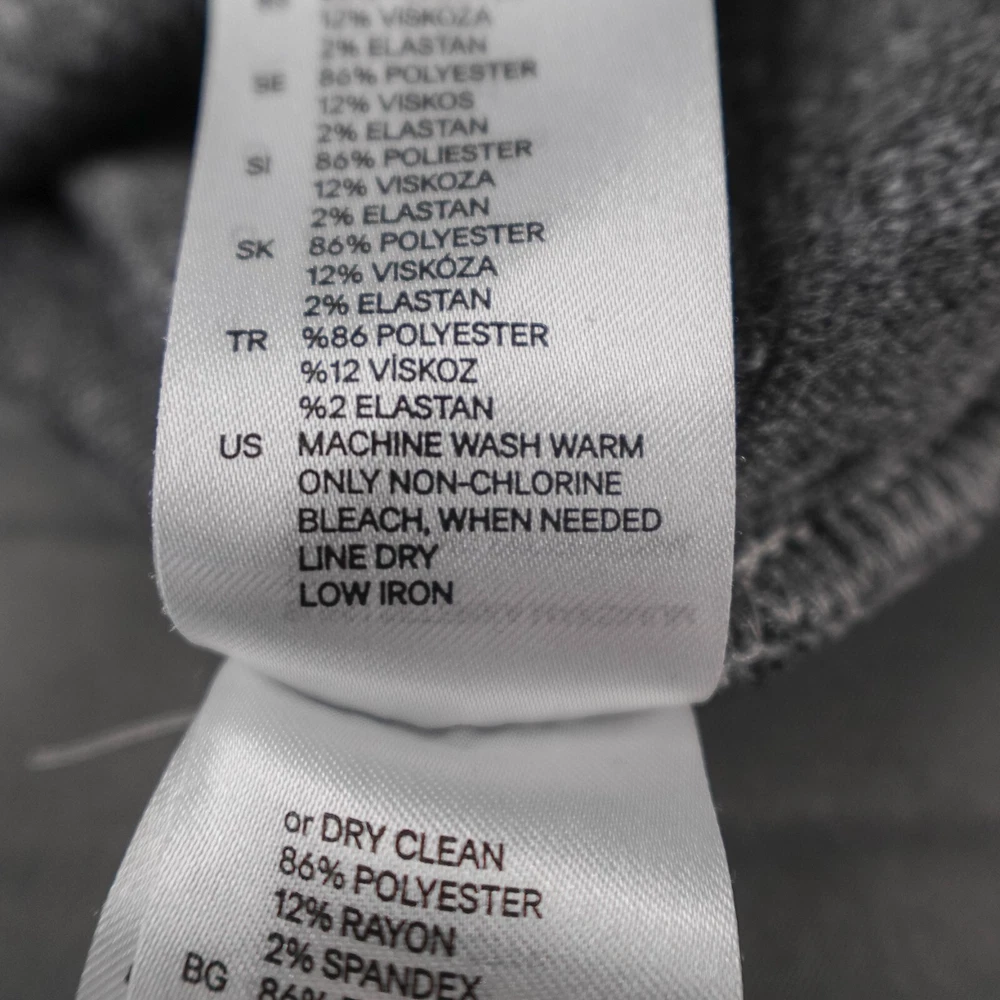 12% VISKOZA
2% ELASTAN
SE 86% POLYESTER
12% VISKOS
2% ELASTAN
SI 86% POLIESTER
12% VISKOZA
2% ELASTAN
SK 86% POLYESTER
12% VISKÓZA
2% ELASTAN
TR %86 POLYESTER
%12 VİSKOZ
%2 ELASTAN
US MACHINE WASH WARM
ONLY NON-CHLORINE
BLEACH, WHEN NEEDED
LINE DRY
LOW IRON
or DRY CLEAN
86% POLYESTER
12% RAYON
2% SPANDEX
BG 86%